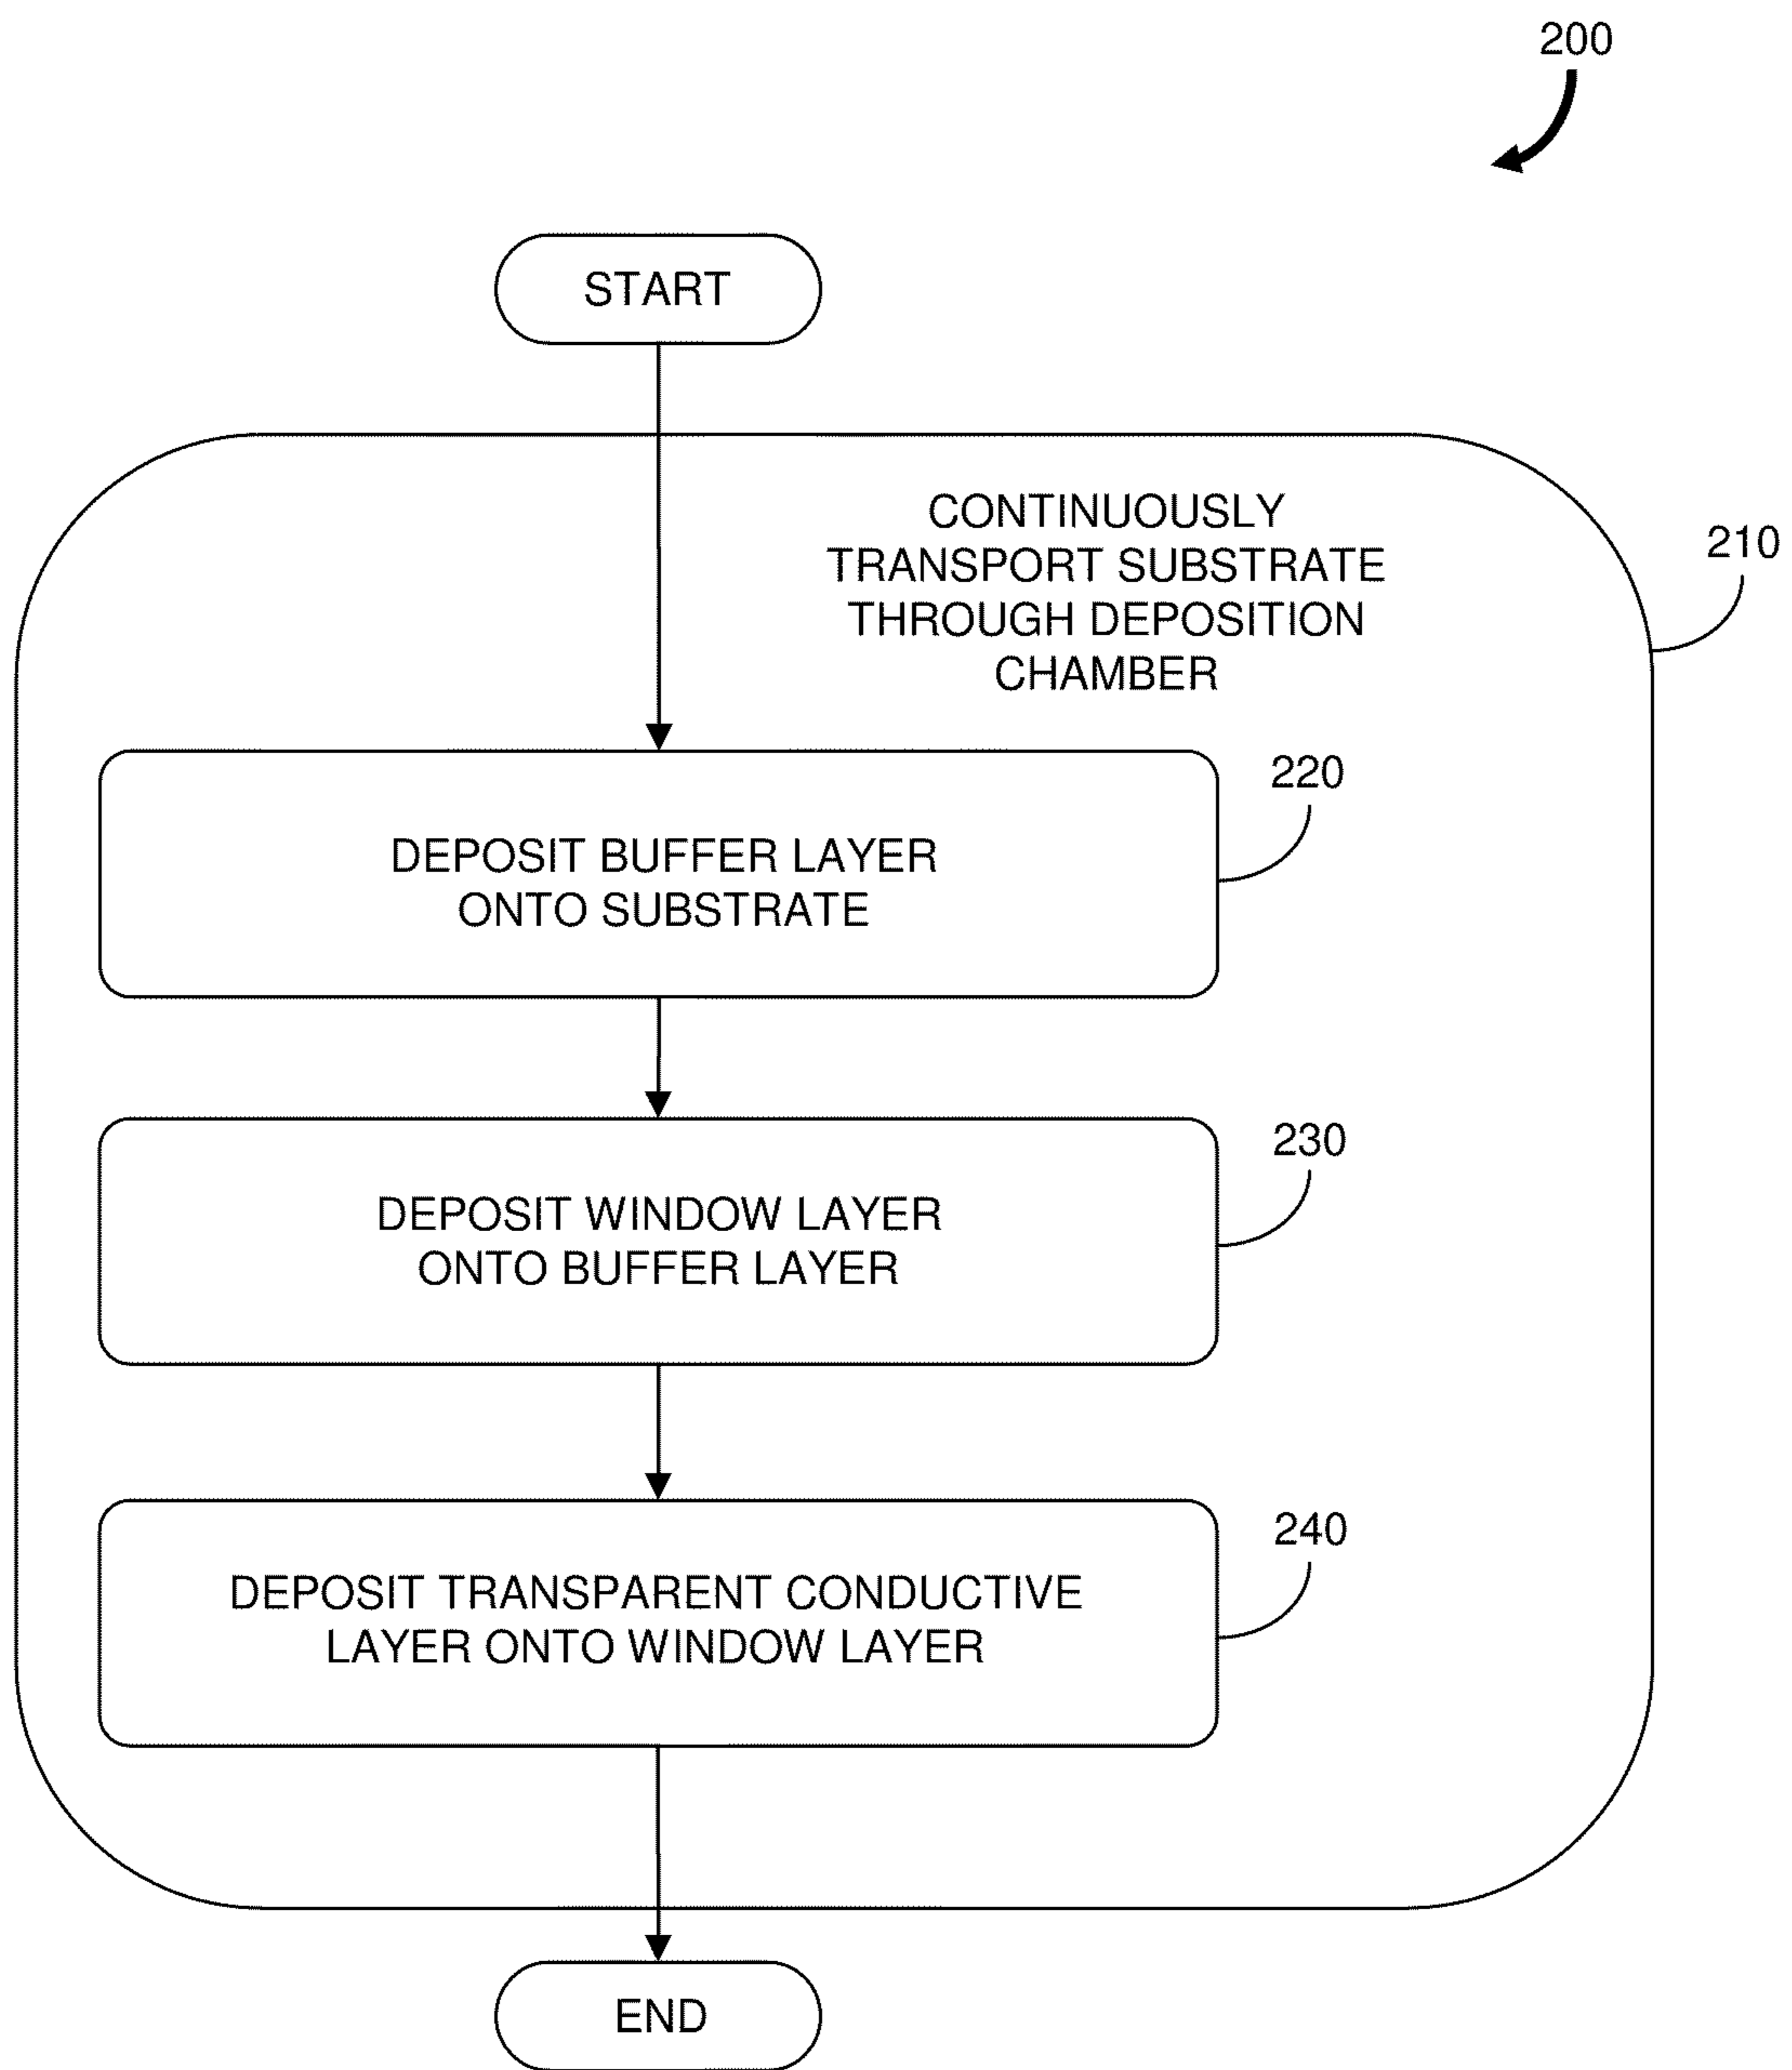 200
START
CONTINUOUSLY
TRANSPORT SUBSTRATE
THROUGH DEPOSITION
CHAMBER
210
220
DEPOSIT BUFFER LAYER
ONTO SUBSTRATE
230
DEPOSIT WINDOW LAYER
ONTO BUFFER LAYER
240
DEPOSIT TRANSPARENT CONDUCTIVE
LAYER ONTO WINDOW LAYER
END